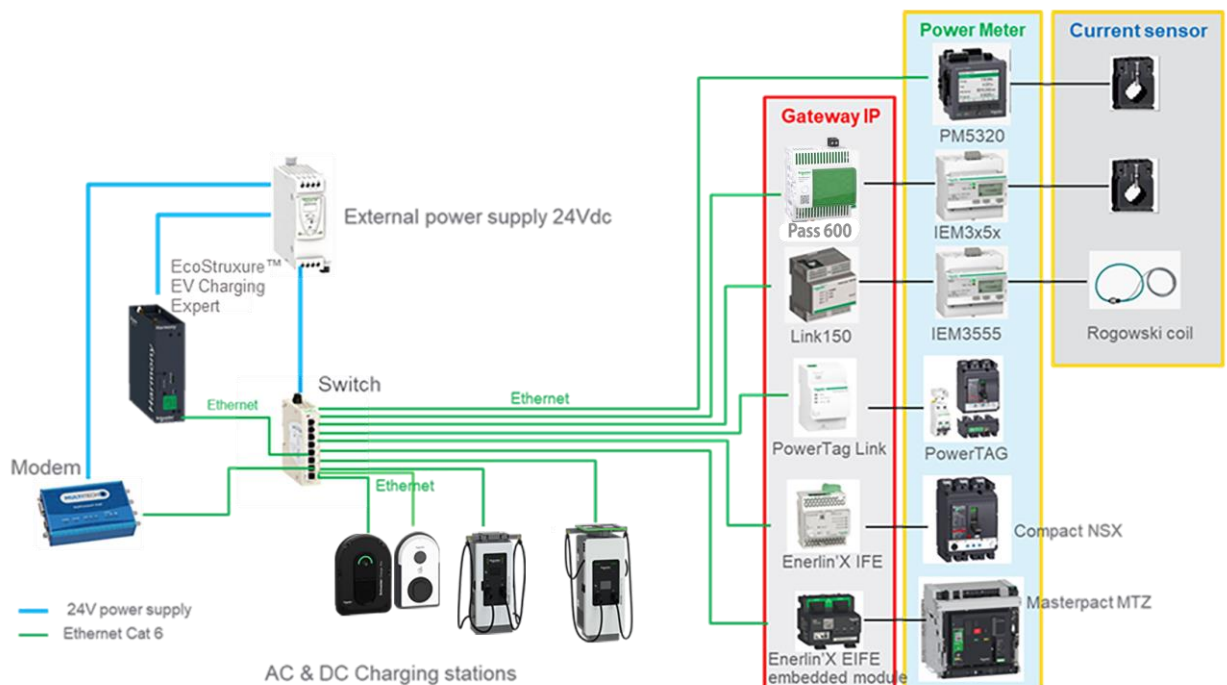 Power Meter
Current sensor
PM5320
Gateway IP
Pass 600
IEM3x5x
External power supply 24Vdc
EcoStruxure™
EV Charging
Expert
Harmony
Link150
IEM3555
Rogowski coil
Switch
Ethernet
Ethernet
PowerTag Link
PowerTAG
Modem
MULTITECH
Ethernet
Compact NSX
Enerlin'X IFE
Masterpact MTZ
24V power supply
Ethernet Cat 6
Enerlin'X EIFE
embedded module
AC & DC Charging stations